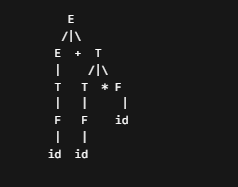 E
     /|\
    E  +  T
    |    /|\
    T   T  * F
    |   |     |
    F   F    id
    |   |
   id  id